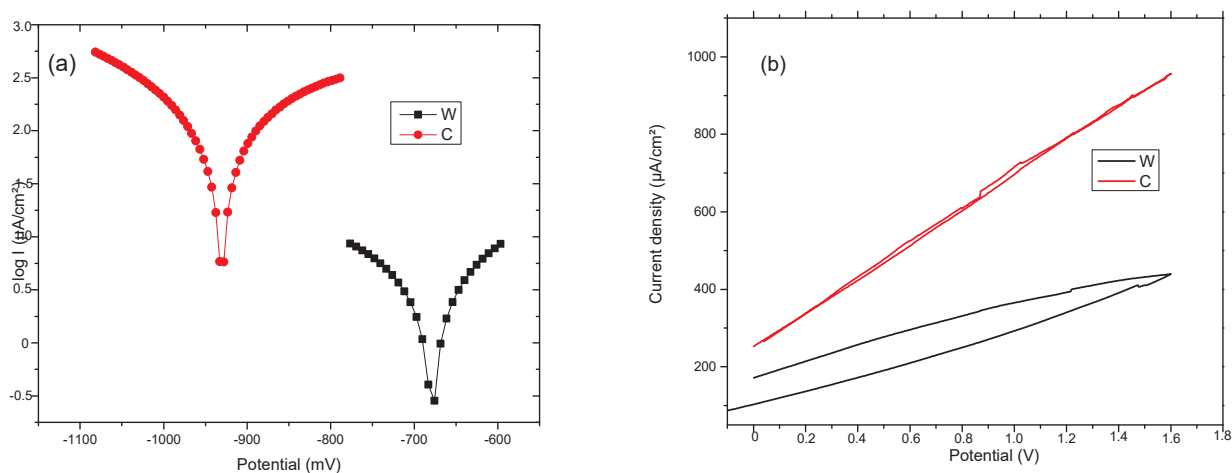 (a)
3.0
2.5
2.0
1.5
1.0
0.5
0
-0.5
log I (µA/cm²)
-1100 -1000 -900 -800 -700 -600
Potential (mV)
W
C
(b)
1000
800
600
400
200
Current density (µA/cm²)
0 0.2 0.4 0.6 0.8 1.0 1.2 1.4 1.6 1.8
Potential (V)
W
C